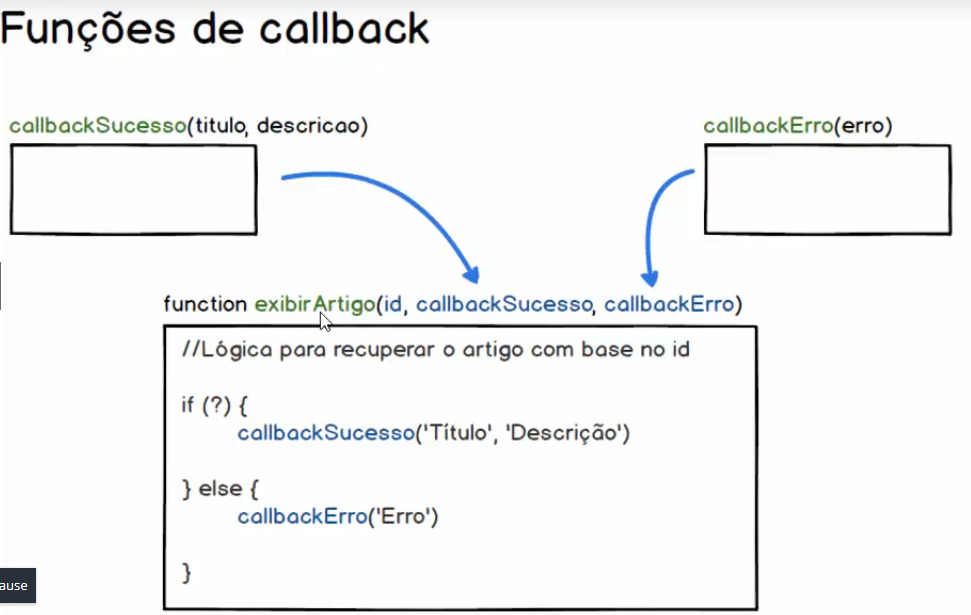 Funções de callback
callbackSucesso(titulo, descricao)
callbackErro(erro)
function exibirArtigo(id, callbackSucesso, callbackErro)
//Lógica para recuperar o artigo com base no id
if (?) {
callbackSucesso('Título', 'Descrição')
} else {
callbackErro('Erro')
}
ause